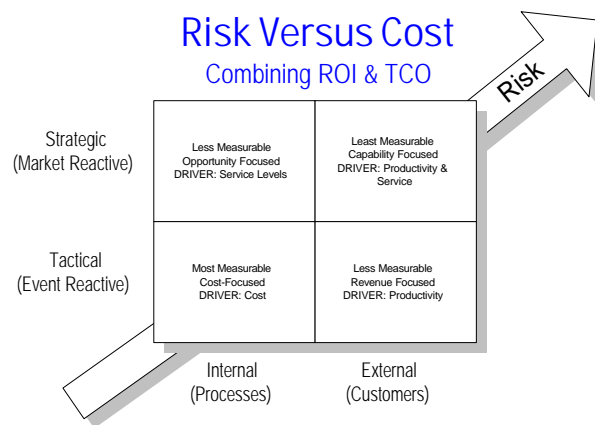 Risk Versus Cost
Combining ROI & TCO
Risk
Strategic
(Market Reactive)
Less Measurable
Opportunity Focused
DRIVER: Service Levels
Least Measurable
Capability Focused
DRIVER: Productivity &
Service
Tactical
(Event Reactive)
Most Measurable
Cost-Focused
DRIVER: Cost
Less Measurable
Revenue Focused
DRIVER: Productivity
Internal
(Processes)
External
(Customers)